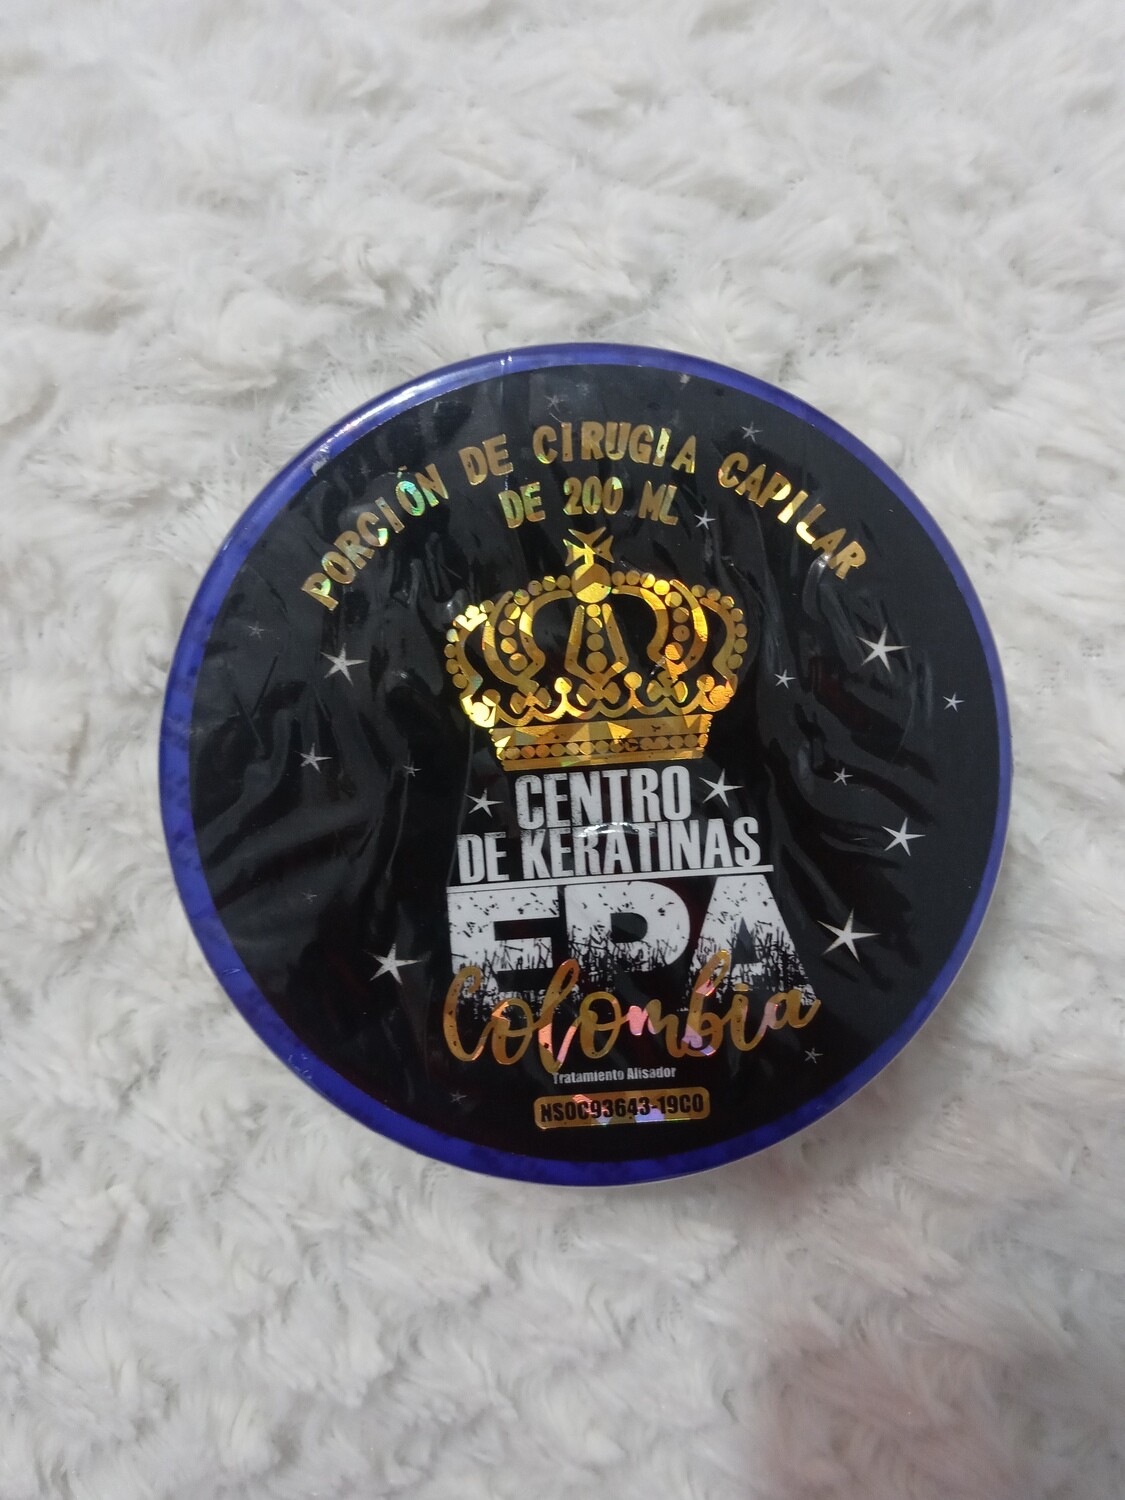 PORCIÓN DE CIRUGIA CAPILAR
DE 200 ML
CENTRO
DE KERATINAS
EPA
Colombia
Tratamiento Alisador
NSOC93643-19CO